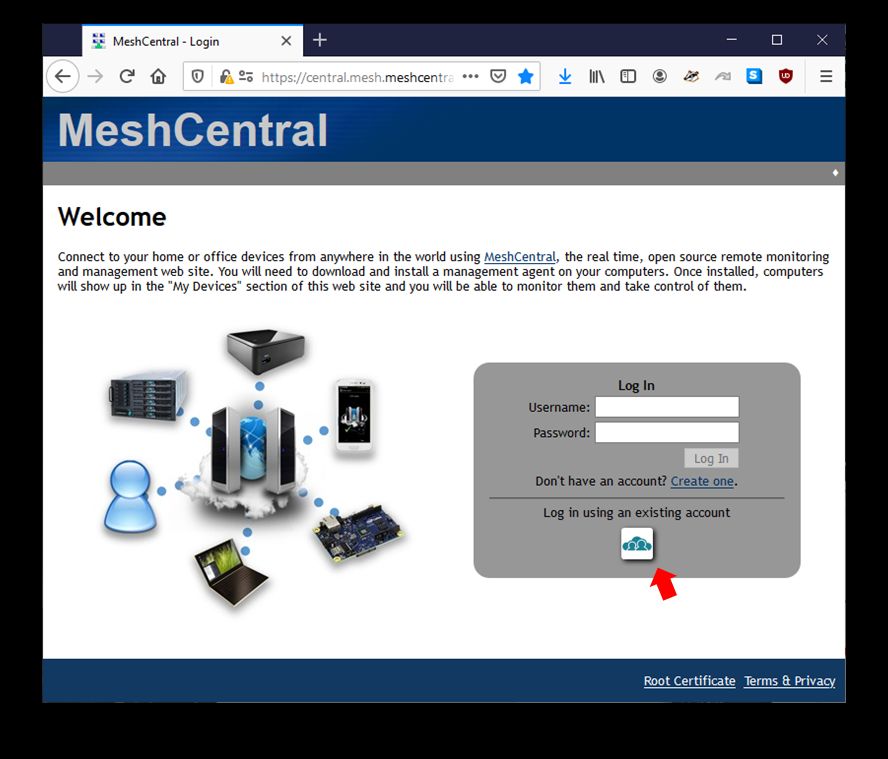 MeshCentral - Login
https://central.mesh.meshcentra
MeshCentral
Welcome
Connect to your home or office devices from anywhere in the world using MeshCentral, the real time, open source remote monitoring
and management web site. You will need to download and install a management agent on your computers. Once installed, computers
will show up in the "My Devices" section of this web site and you will be able to monitor them and take control of them.
Log In
Username:
Password:
Log In
Don't have an account? Create one.
Log in using an existing account
Root Certificate Terms & Privacy